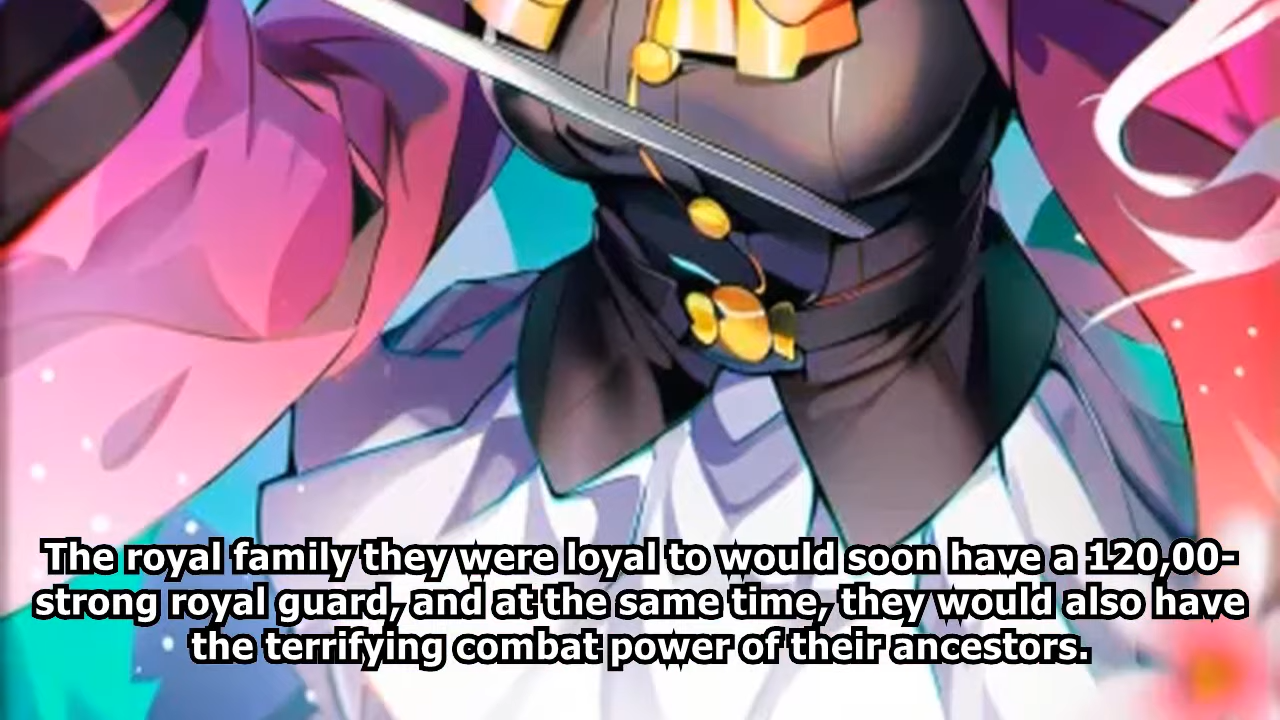 The royal family they were loyal to would soon have a 120,00-
strong royal guard, and at the same time, they would also have
the terrifying combat power of their ancestors.